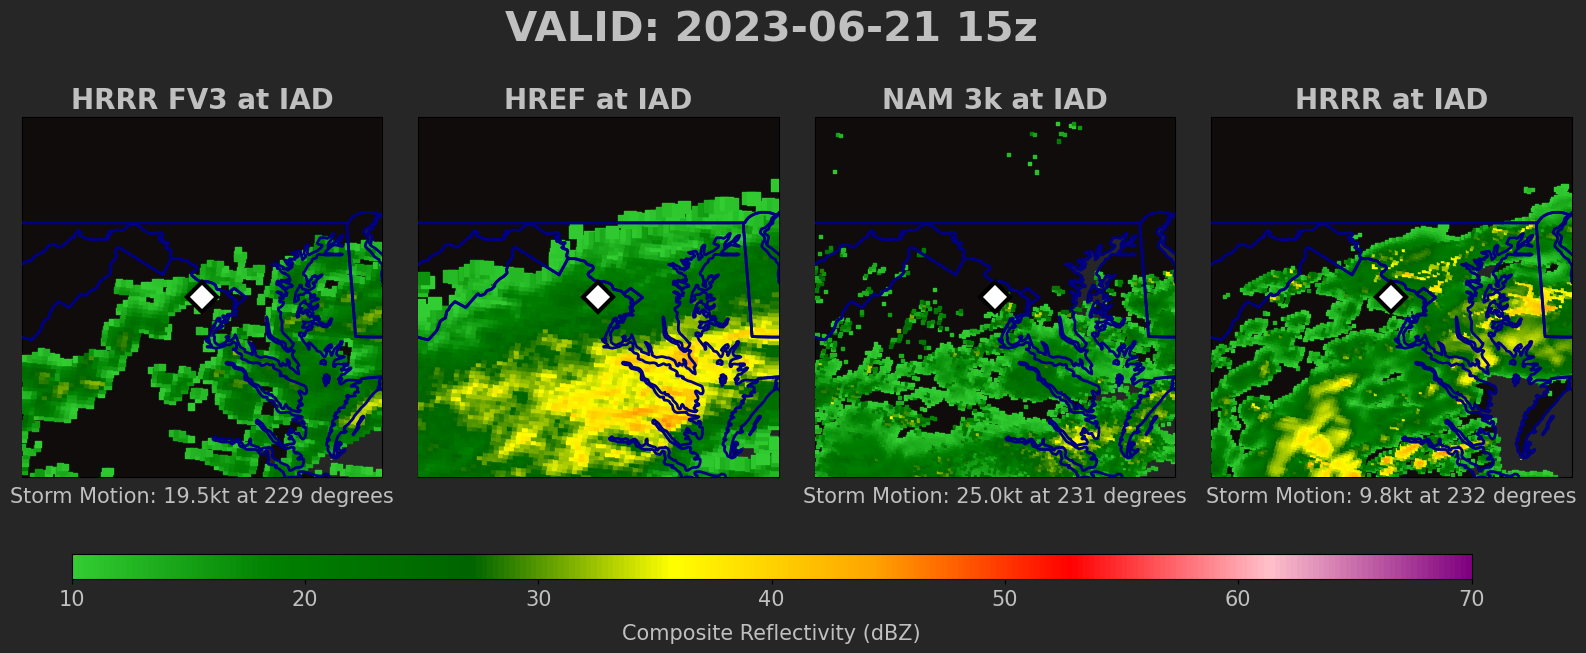 VALID: 2023-06-21 15z
HRRR FV3 at IAD
HREF at IAD
NAM 3k at IAD
HRRR at IAD
Storm Motion: 19.5kt at 229 degrees
Storm Motion: 25.0kt at 231 degrees
Storm Motion: 9.8kt at 232 degrees
10 20 30 40 50 60 70
Composite Reflectivity (dBZ)